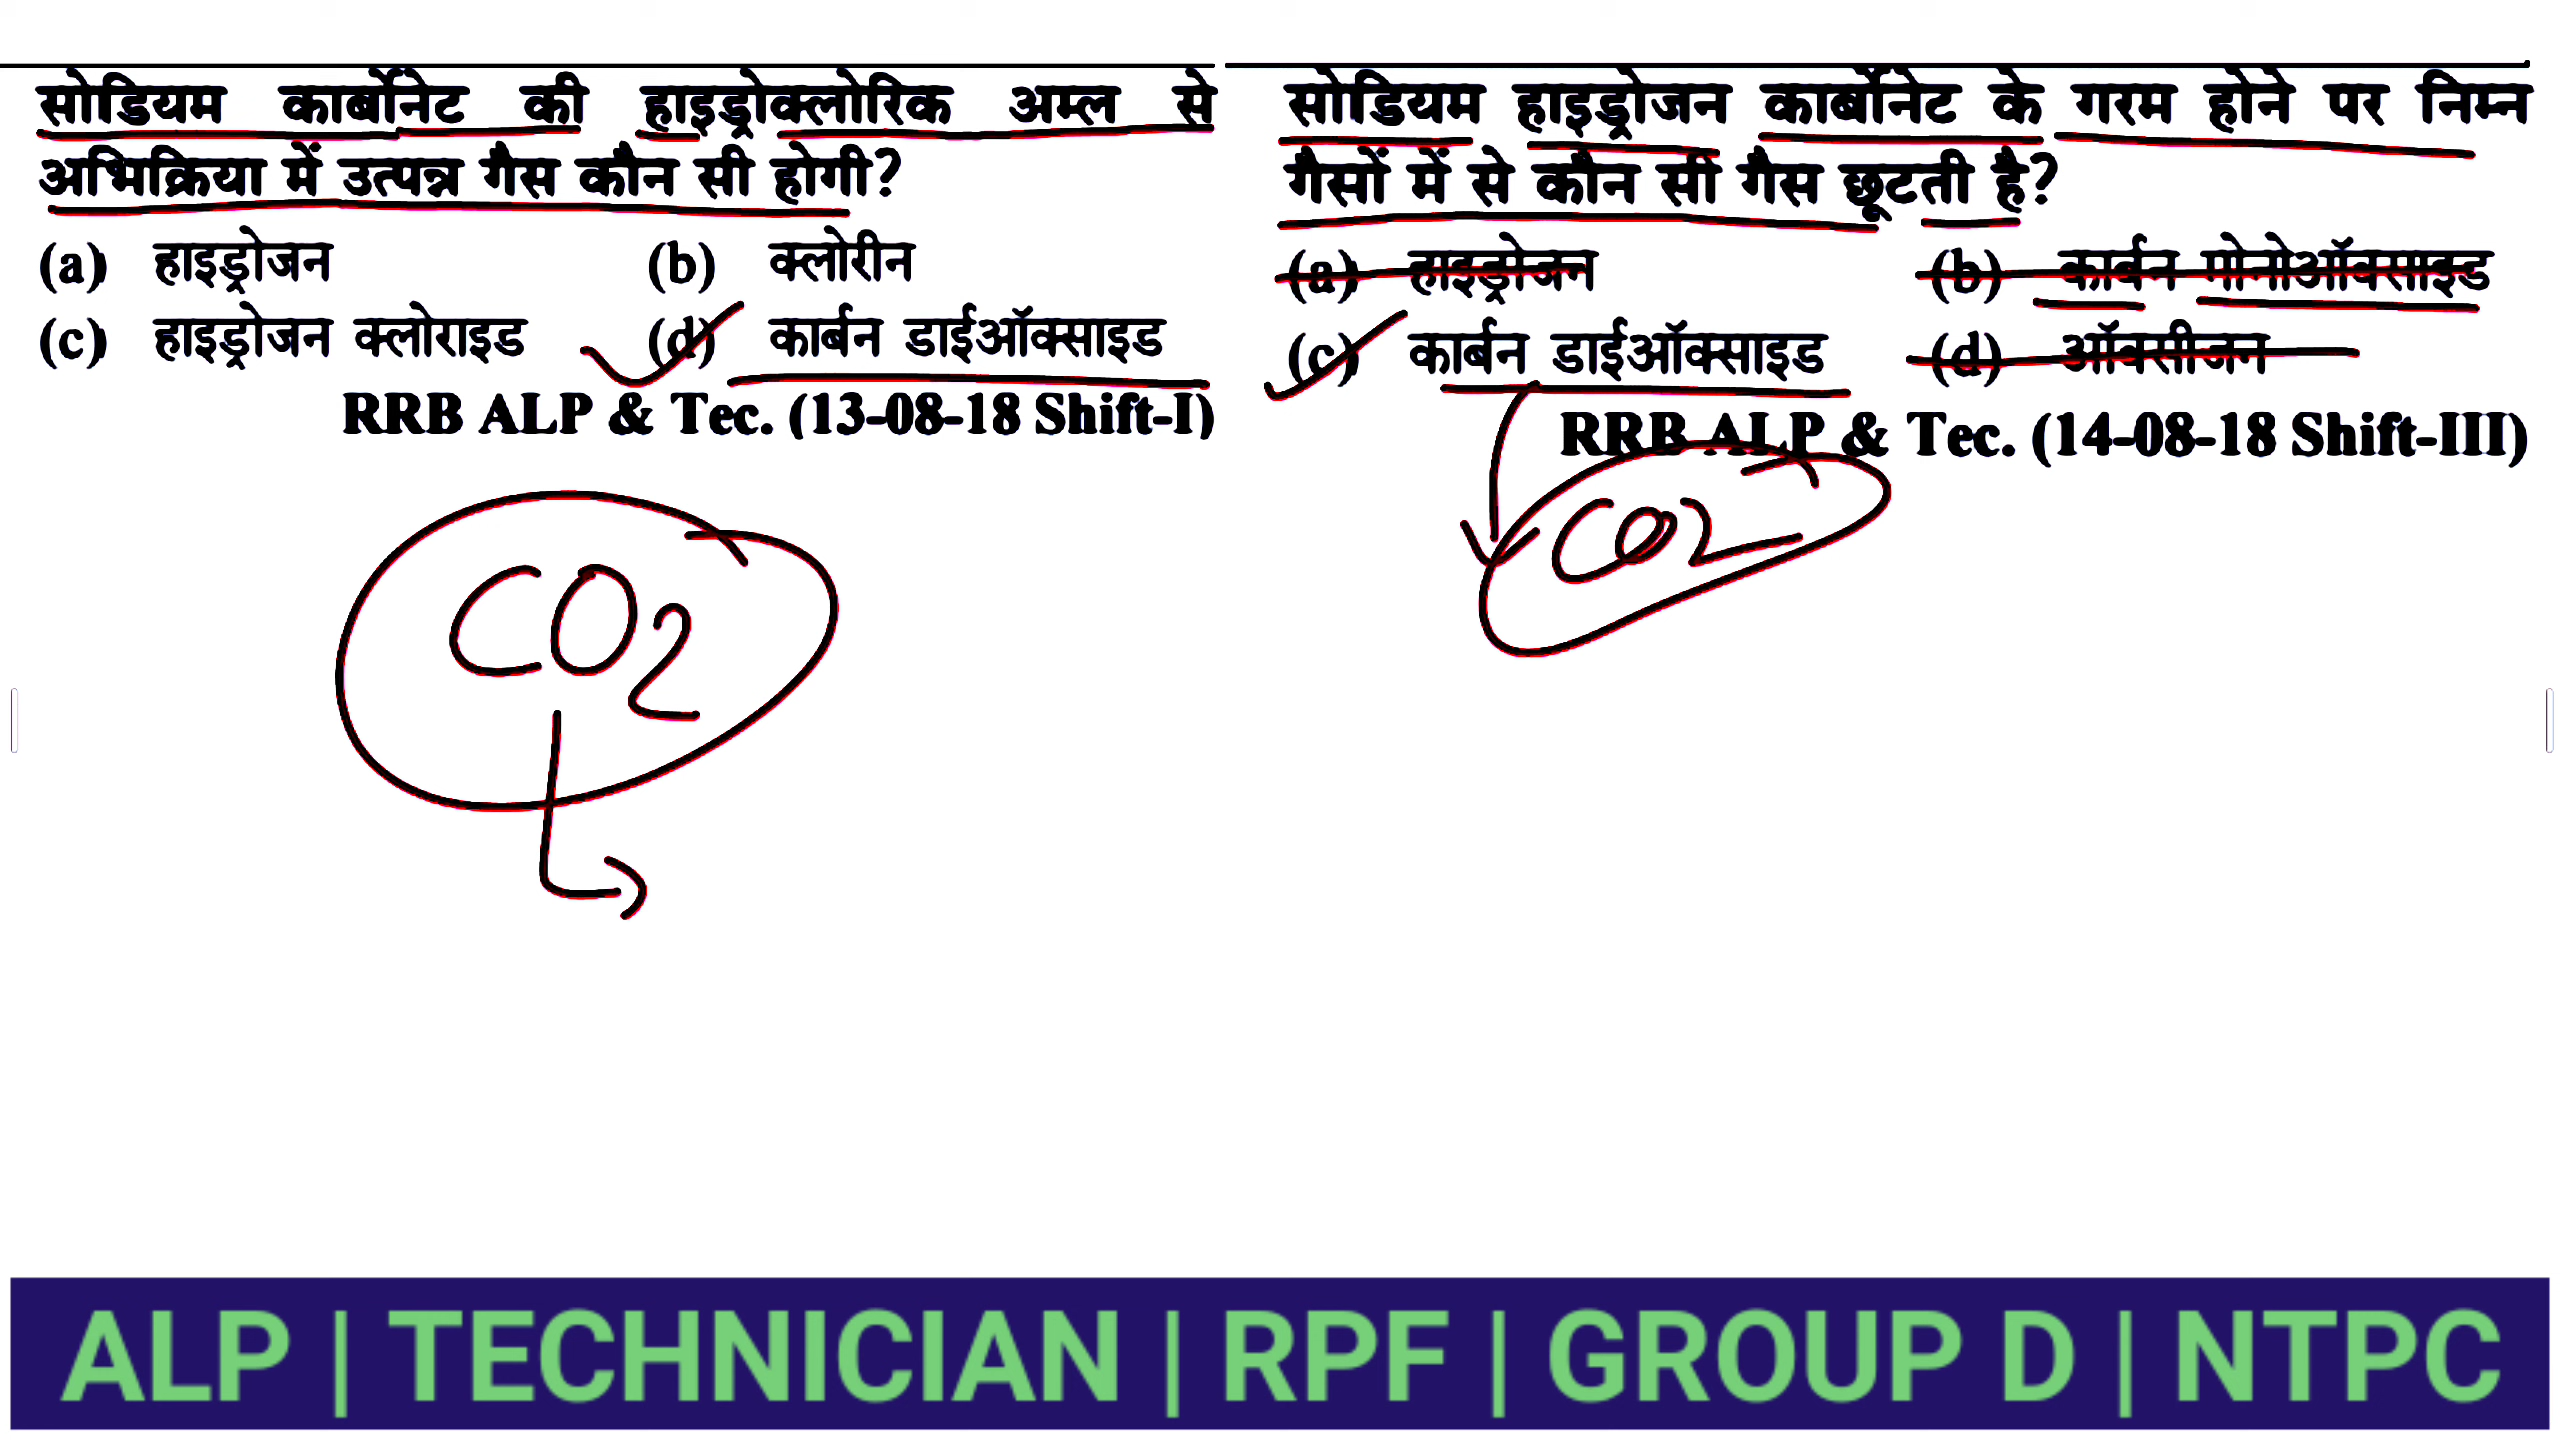 सोडियम कार्बोनेट की हाइड्रोक्लोरिक अम्ल से
अभिक्रिया में उत्पन्न गैस कौन सी होगी?
(a) हाइड्रोजन (b) क्लोरीन
(c) हाइड्रोजन क्लोराइड (d) कार्बन डाईऑक्साइड
RRB ALP & Tec. (13-08-18 Shift-I)
CO2
सोडियम हाइड्रोजन कार्बोनेट के गरम होने पर निम्न
गैसों में से कौन सी गैस छूटती है?
(a) हाइड्रोजन (b) कार्बन मोनोऑक्साइड
(c) कार्बन डाईऑक्साइड (d) ऑक्सीजन
RRB ALP & Tec. (14-08-18 Shift-III)
CO2
ALP | TECHNICIAN | RPF | GROUP D | NTPC